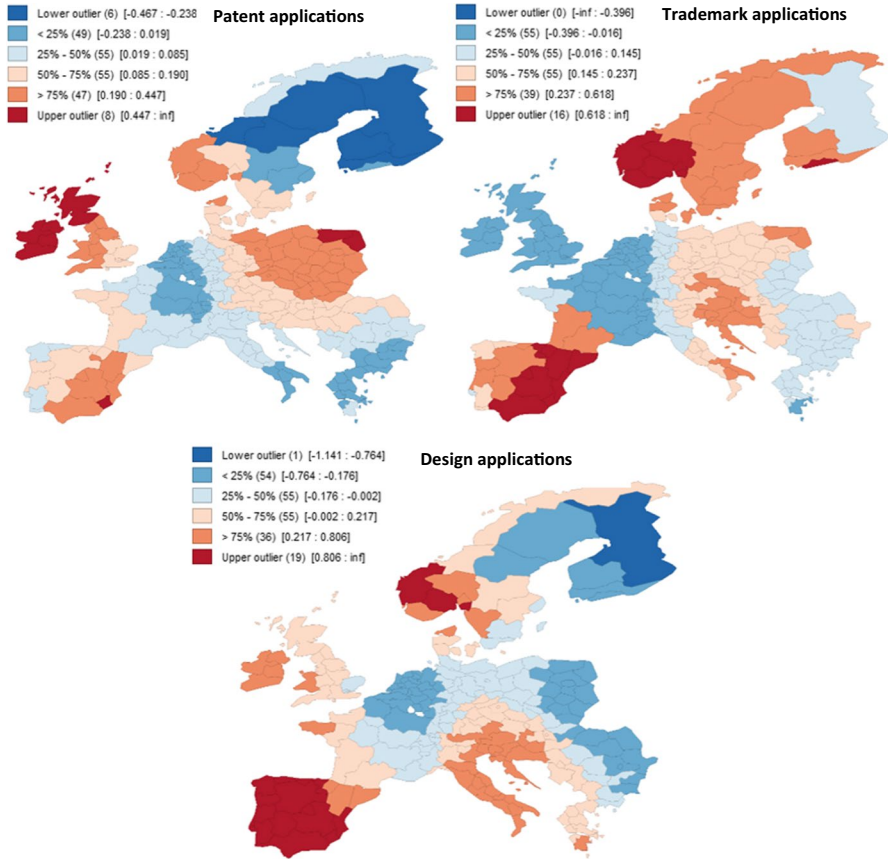 Patent applications
Lower outlier (6) [-0.467 : -0.238
< 25% (49) [-0.238 : 0.019]
25% - 50% (55) [0.019 : 0.085]
50% - 75% (55) [0.085 : 0.190]
> 75% (47) [0.190 : 0.447]
Upper outlier (8) [0.447 : inf]
Trademark applications
Lower outlier (0) [-inf : -0.396]
< 25% (55) [-0.396 : -0.016]
25% - 50% (55) [-0.016 : 0.145]
50% - 75% (55) [0.145 : 0.237]
> 75% (39) [0.237 : 0.618]
Upper outlier (16) [0.618 : inf]
Design applications
Lower outlier (1) [-1.141 : -0.764]
< 25% (54) [-0.764 : -0.176]
25% - 50% (55) [-0.176 : -0.002]
50% - 75% (55) [-0.002 : 0.217]
> 75% (36) [0.217 : 0.806]
Upper outlier (19) [0.806 : inf]